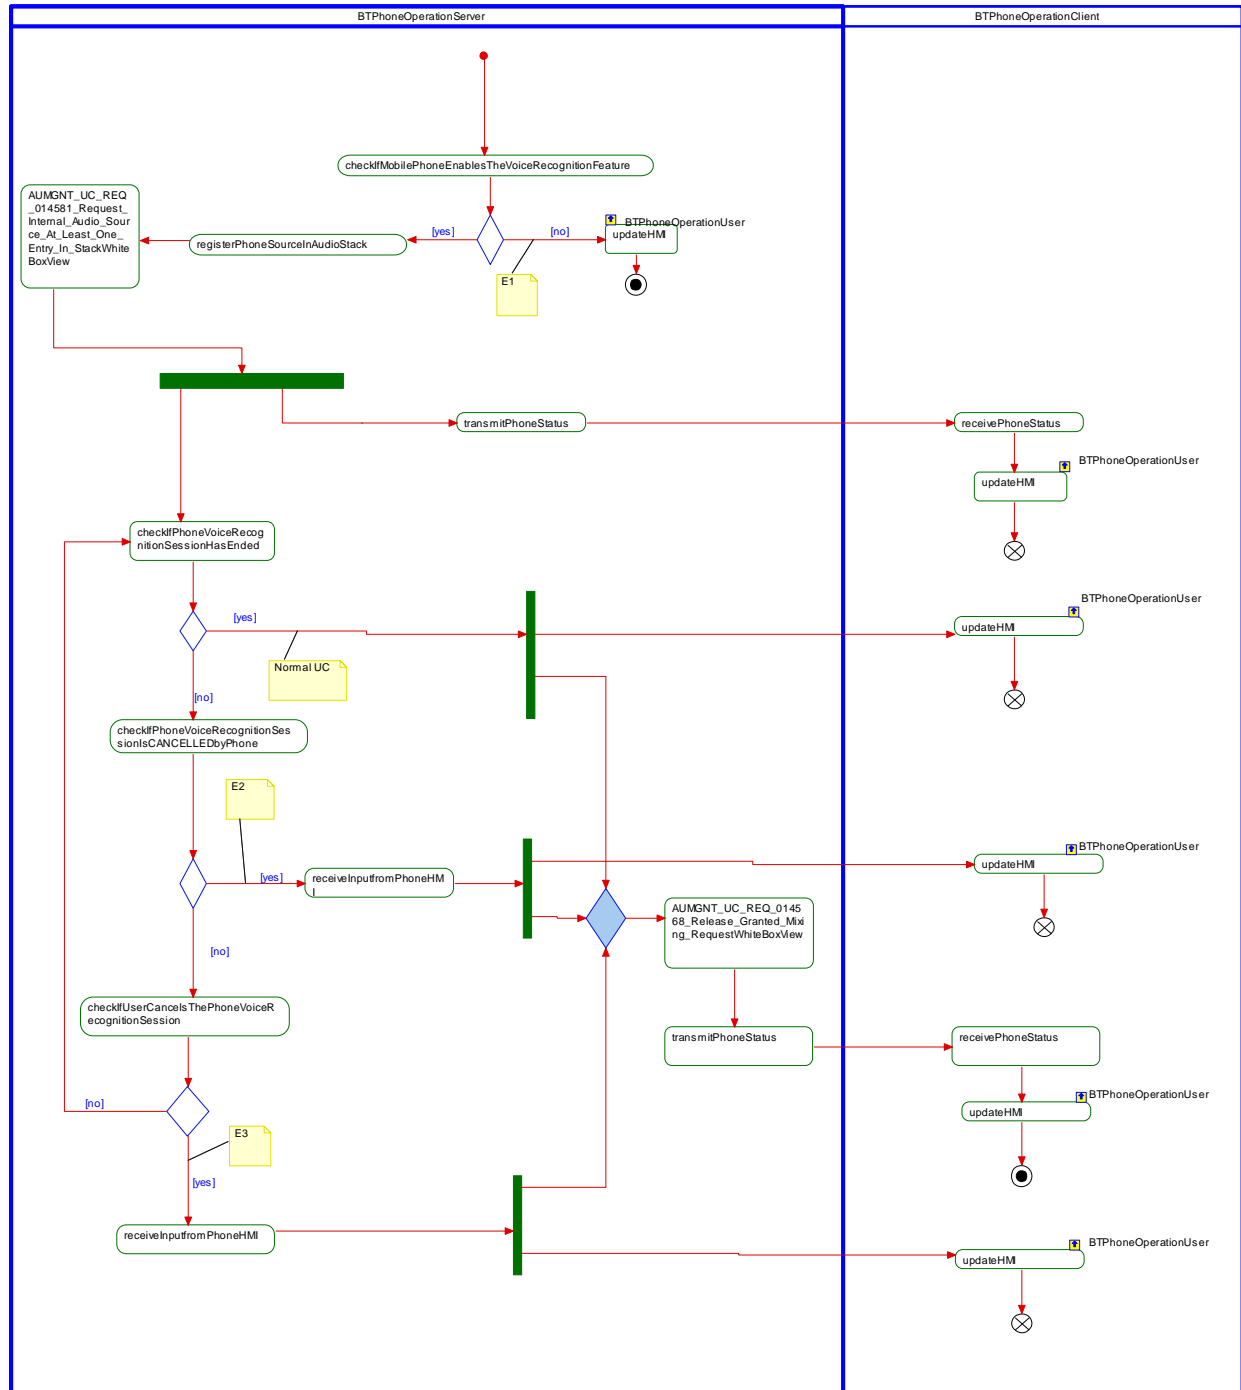 BTPhoneOperationServer
BTPhoneOperationClient
checkIfMobilePhoneEnablesTheVoiceRecognitionFeature
AUMGNT_UC_REQ
_014581_Request_
Internal_Audio_Sour
ce_At_Least_One_
Entry_In_StackWhite
BoxView
registerPhoneSourceInAudioStack
[yes]
[no]
BTPhoneOperationUser
updateHMI
E1
transmitPhoneStatus
receivePhoneStatus
BTPhoneOperationUser
updateHMI
checkIfPhoneVoiceRecog
nitionSessionHasEnded
[yes]
Normal UC
BTPhoneOperationUser
updateHMI
[no]
checkIfPhoneVoiceRecognitionSes
sionIsCANCELLEDbyPhone
E2
[yes]
receiveInputfromPhoneHM
I
BTPhoneOperationUser
updateHMI
AUMGNT_UC_REQ_0145
68_Release_Granted_Mixi
ng_RequestWhiteBoxView
[no]
checkIfUserCancelsThePhoneVoiceR
ecognitionSession
transmitPhoneStatus
receivePhoneStatus
[no]
BTPhoneOperationUser
updateHMI
E3
[yes]
receiveInputfromPhoneHMI
BTPhoneOperationUser
updateHMI